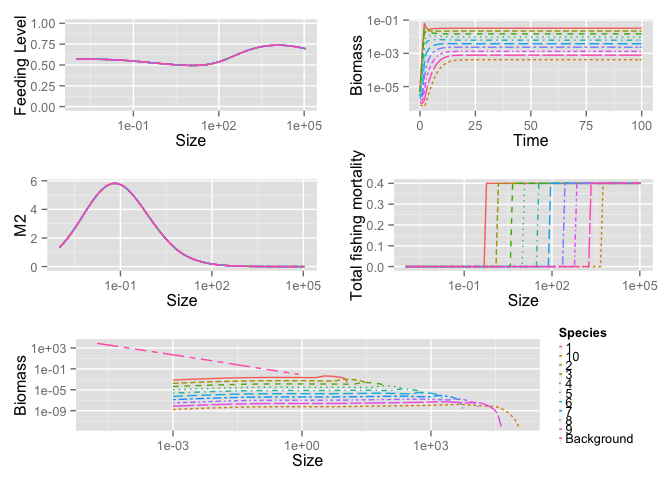 Feeding Level
1.00
0.75
0.50
0.25
0.00
1e-01
1e+02
1e+05
Size
Biomass
1e-01
1e-03
1e-05
0
25
50
75
100
Time
M2
6
4
2
0
1e-01
1e+02
1e+05
Size
Total fishing mortality
0.4
0.3
0.2
0.1
0.0
1e-01
1e+02
1e+05
Size
Biomass
1e+03
1e-01
1e-05
1e-09
1e-03
1e+00
1e+03
Size
Species
1
10
2
3
4
5
6
7
8
9
Background